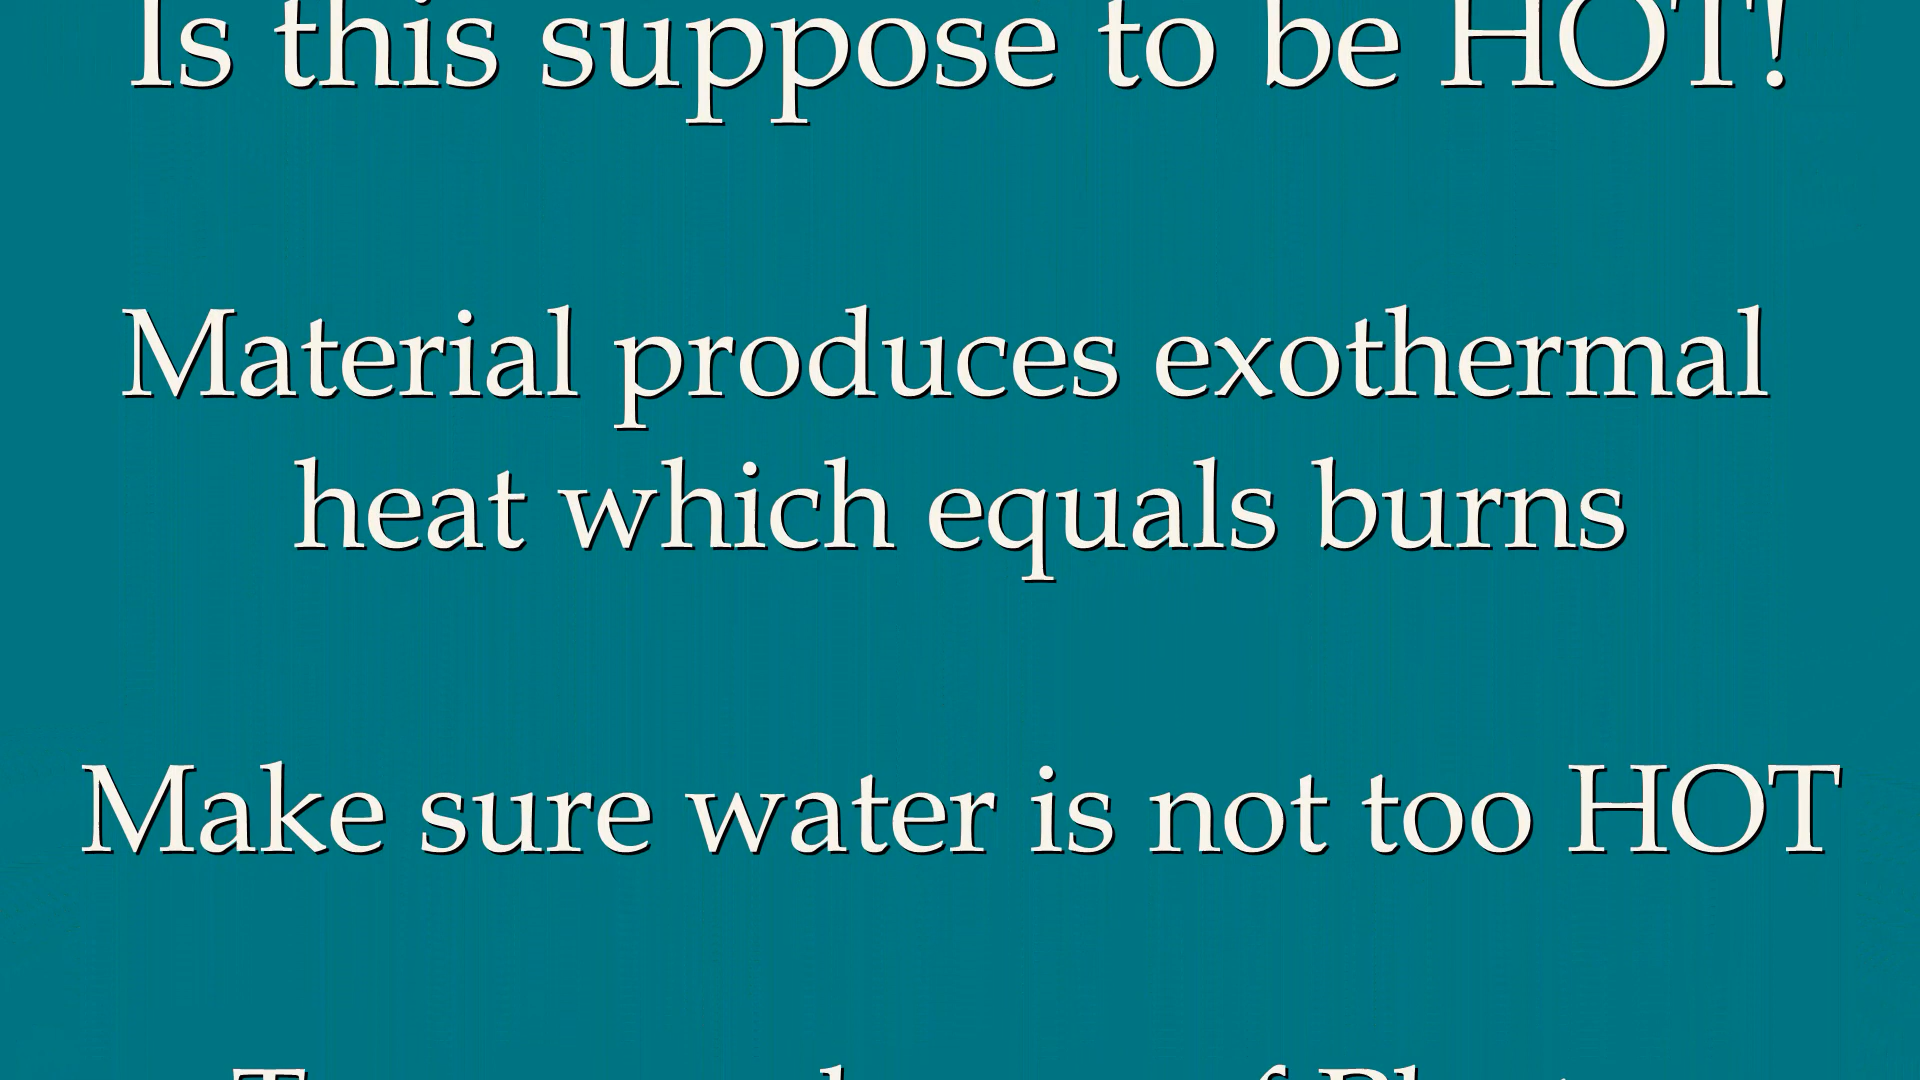 Is this suppose to be HOT!
Material produces exothermal
heat which equals burns
Make sure water is not too HOT